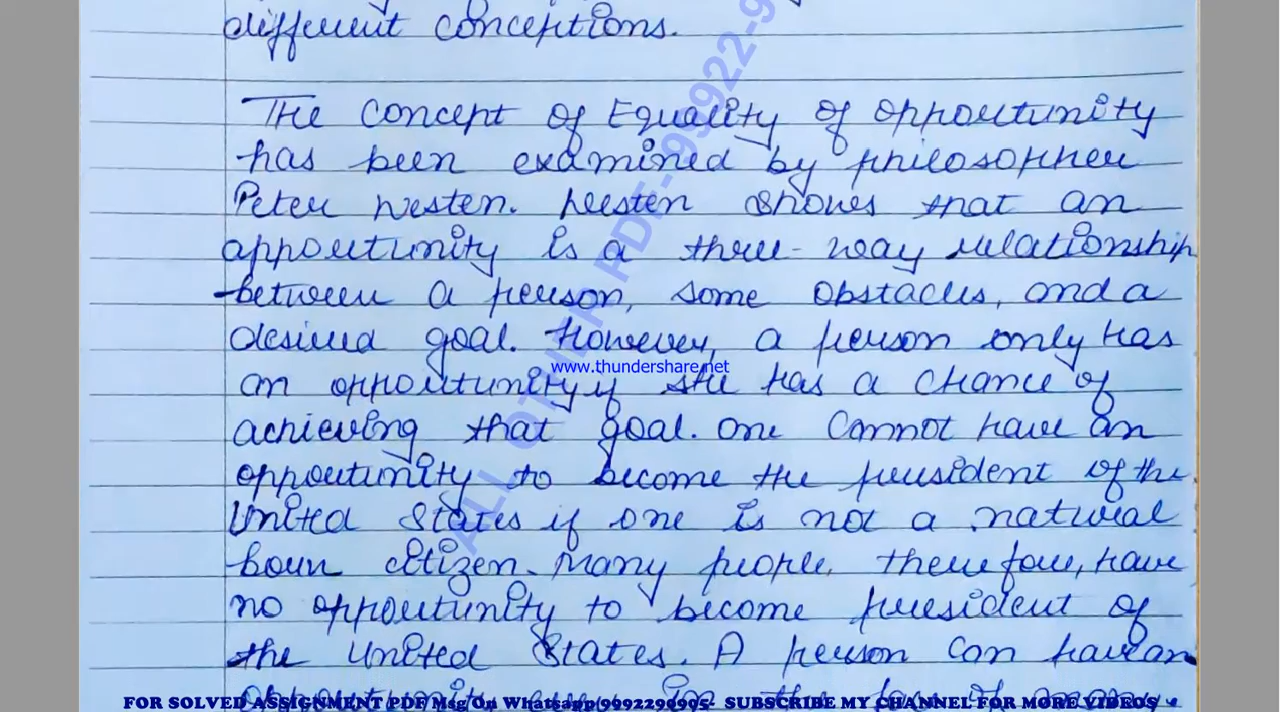 different conceptions.
The concept of Equality of opportunity
has been examined by philosopher
Peter Westen. Westen shows that an
opportunity is a three-way relationship
between a person, some obstacles, and a
desired goal. However, a person only has
www.thundershare.net
an opportunity if she has a chance of
achieving that goal. One cannot have an
opportunity to become the president of the
United States if one is not a natural
born citizen. Many people, therefore, have
no opportunity to become president of
the United States. A person can have an
ALL OTHER PDF-99922-9
FOR SOLVED ASSIGNMENT PDF Msg On Whatsapp(9992299905- SUBSCRIBE MY CHANNEL FOR MORE VIDEOS